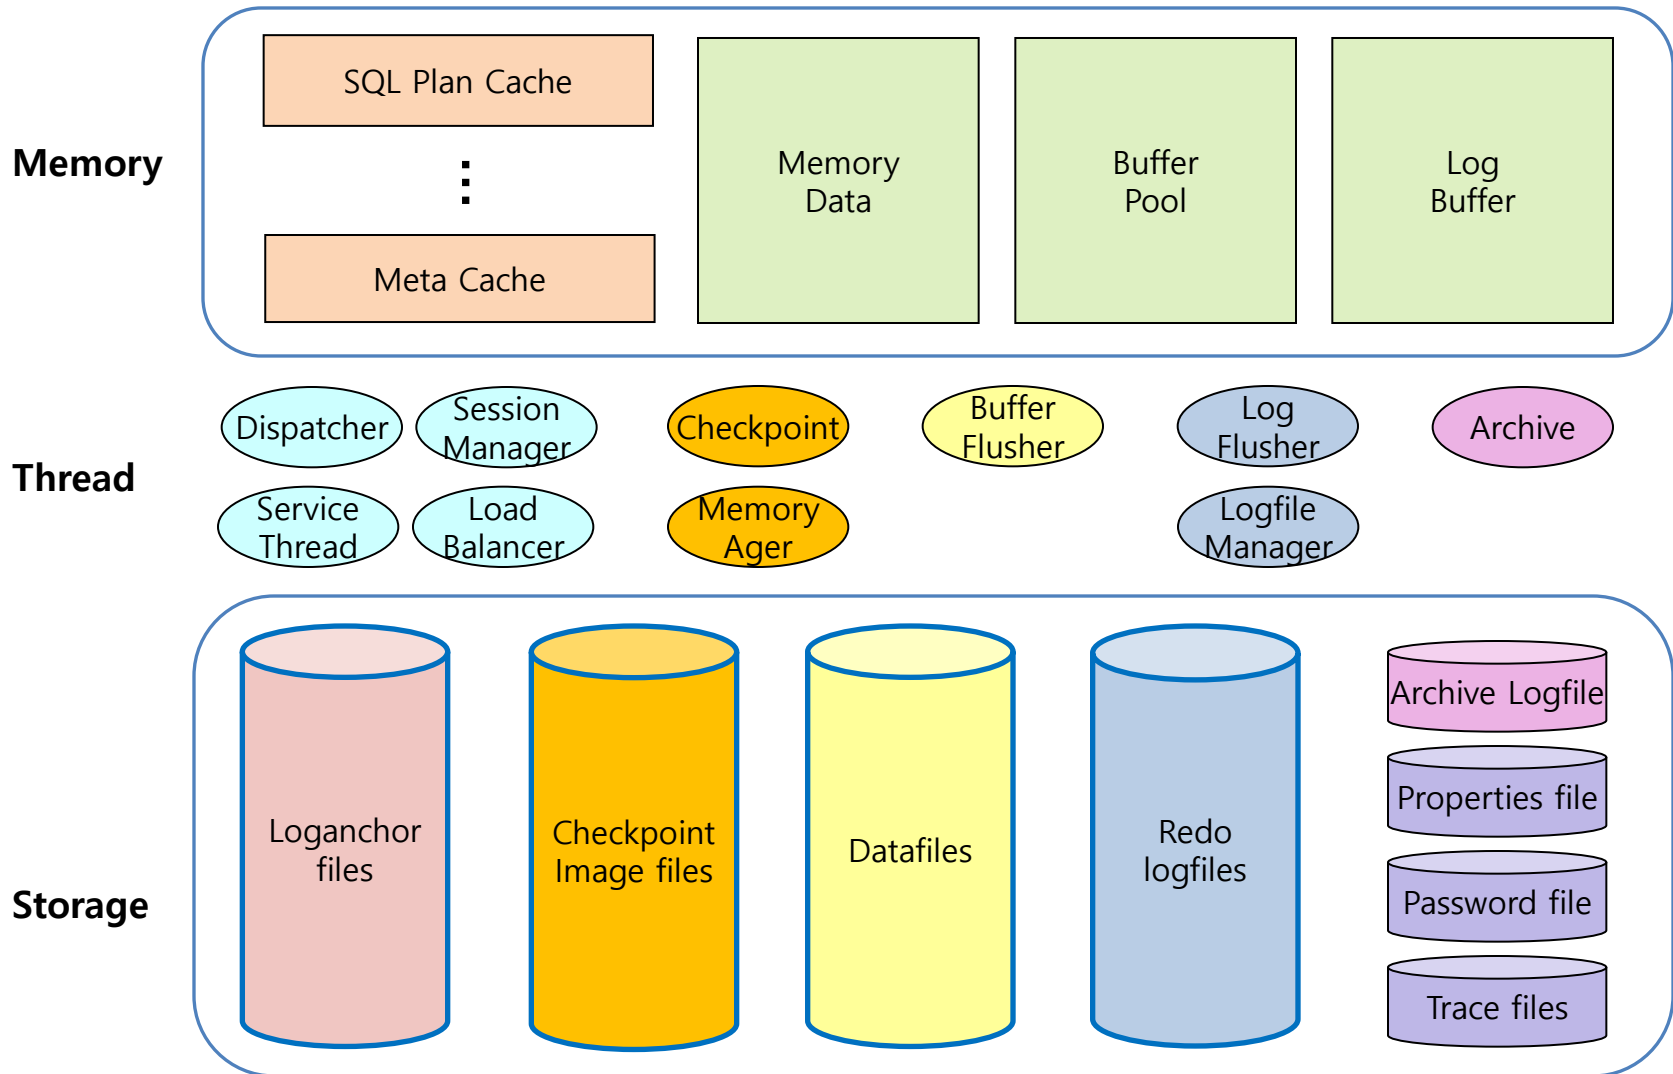 Memory
SQL Plan Cache
Meta Cache
Memory
Data
Buffer
Pool
Log
Buffer
Thread
Dispatcher
Session
Manager
Checkpoint
Buffer
Flusher
Log
Flusher
Archive
Service
Thread
Load
Balancer
Memory
Ager
Logfile
Manager
Storage
Loganchor
files
Checkpoint
Image files
Datafiles
Redo
logfiles
Archive Logfile
Properties file
Password file
Trace files